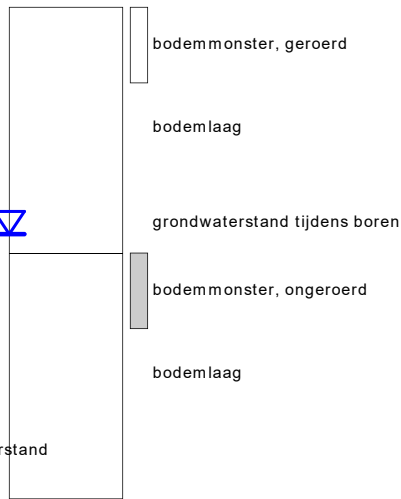 bodemmonster, geroerd
bodemlaag
grondwaterstand tijdens boren
bodemmonster, ongeroerd
bodemlaag
rstand